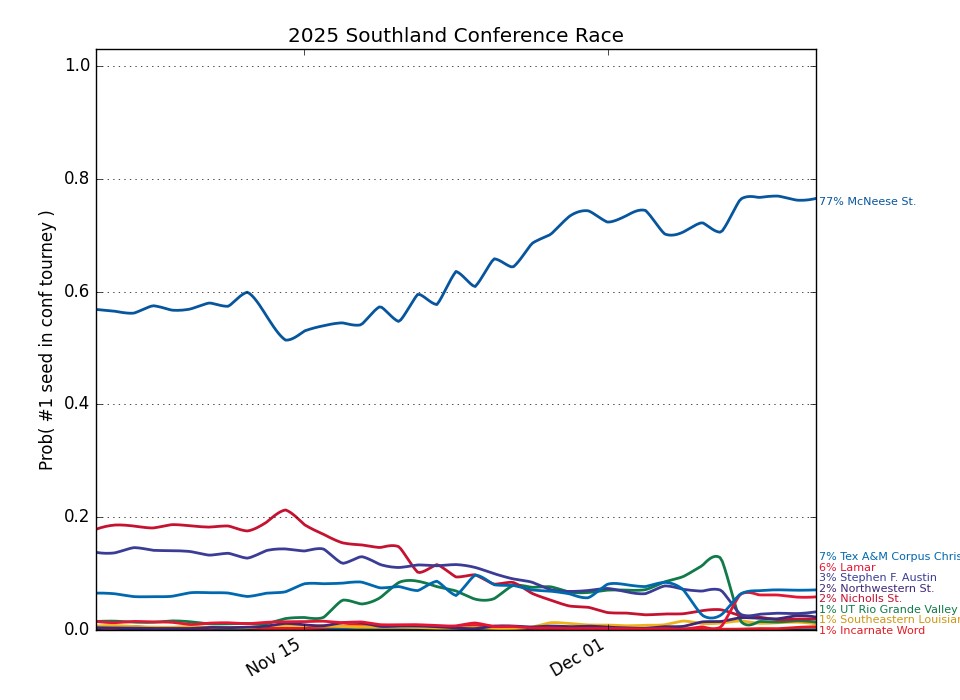 2025 Southland Conference Race
Prob( #1 seed in conf tourney )
1.0
0.8
0.6
0.4
0.2
0.0
Nov 15
Dec 01
77% McNeese St.
7% Tex A&M Corpus Chris
6% Lamar
3% Stephen F. Austin
2% Northwestern St.
2% Nicholls St.
1% UT Rio Grande Valley
1% Southeastern Louisian
1% Incarnate Word